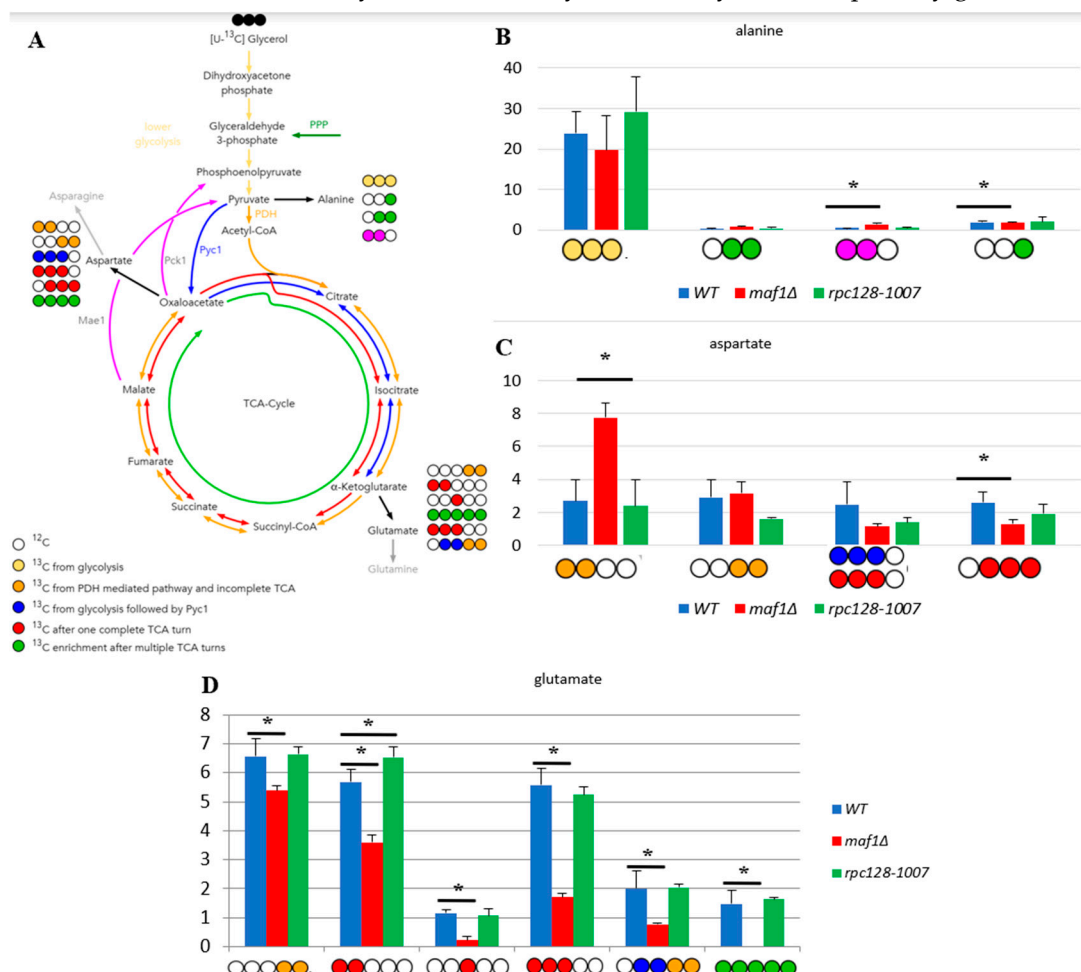 A
[U-¹³C] Glycerol
Dihydroxyacetone
phosphate
lower
glycolysis
Glyceraldehyde
3-phosphate
PPP
Phosphoenolpyruvate
Asparagine
Pyruvate
Alanine
PDH
Acetyl-CoA
Aspartate
Pck1
Pyc1
Oxaloacetate
Citrate
Mae1
Malate
TCA-Cycle
Isocitrate
Fumarate
α-Ketoglutarate
Succinate
Succinyl-CoA
Glutamate
Glutamine
¹²C
¹³C from glycolysis
¹³C from PDH mediated pathway and incomplete TCA
¹³C from glycolysis followed by Pyc1
¹³C after one complete TCA turn
¹³C enrichment after multiple TCA turns
B
alanine
40
30
20
10
0
*
*
WT maf1Δ rpc128-1007
C
aspartate
10
8
6
4
2
0
*
*
WT maf1Δ rpc128-1007
D
glutamate
8
7
6
5
4
3
2
1
0
*
*
*
*
*
*
*
WT
maf1Δ
rpc128-1007